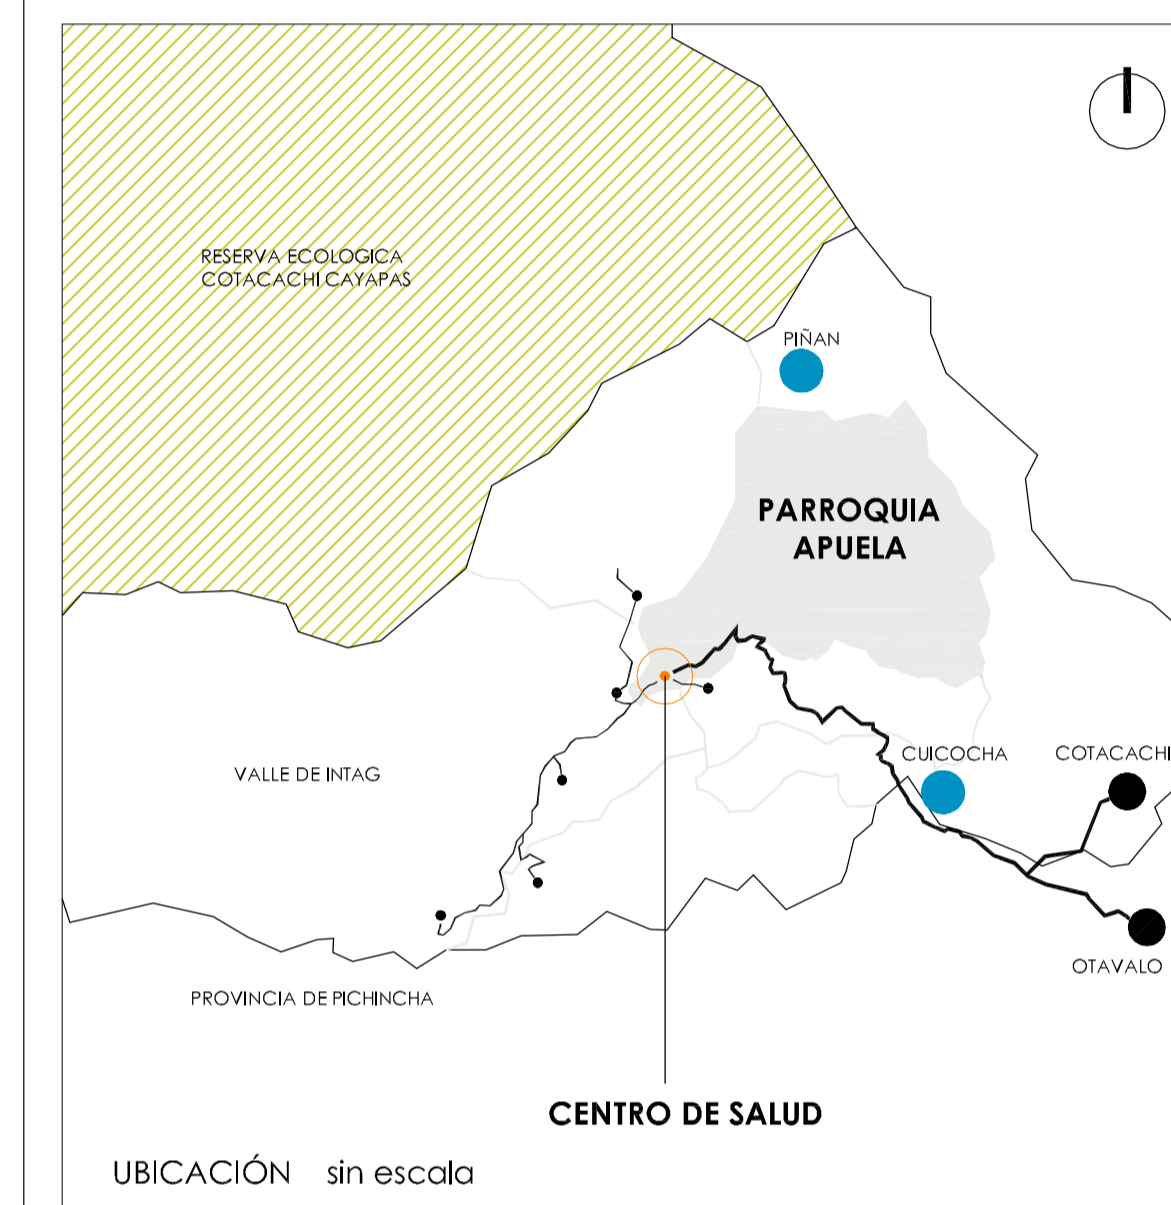 RESERVA ECOLOGICA
COTACACHI CAYAPAS
PIÑAN
PARROQUIA
APUELA
CUICOCHA
COTACACHI
VALLE DE INTAG
OTAVALO
PROVINCIA DE PICHINCHA
CENTRO DE SALUD
UBICACIÓN sin escala